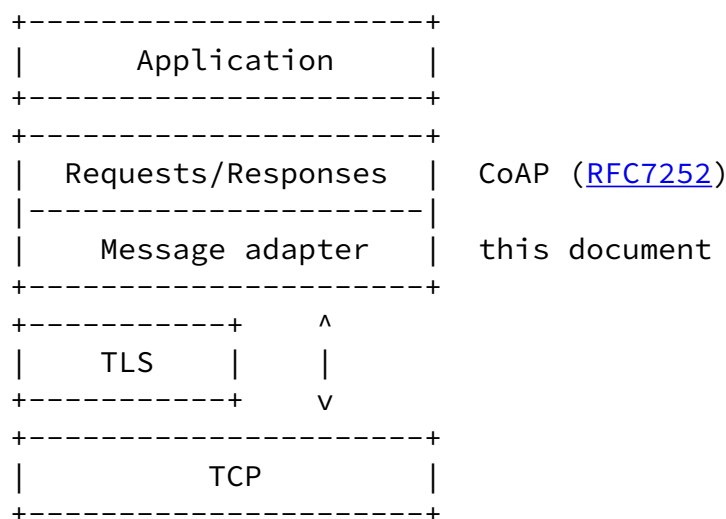 +----------------------+
|      Application     |
+----------------------+
+----------------------+
|  Requests/Responses  |  CoAP (RFC7252)
|----------------------|
|    Message adapter   |  this document
+----------------------+
+-----------+    ^
|    TLS    |    |
+-----------+    v
+----------------------+
|          TCP         |
+----------------------+